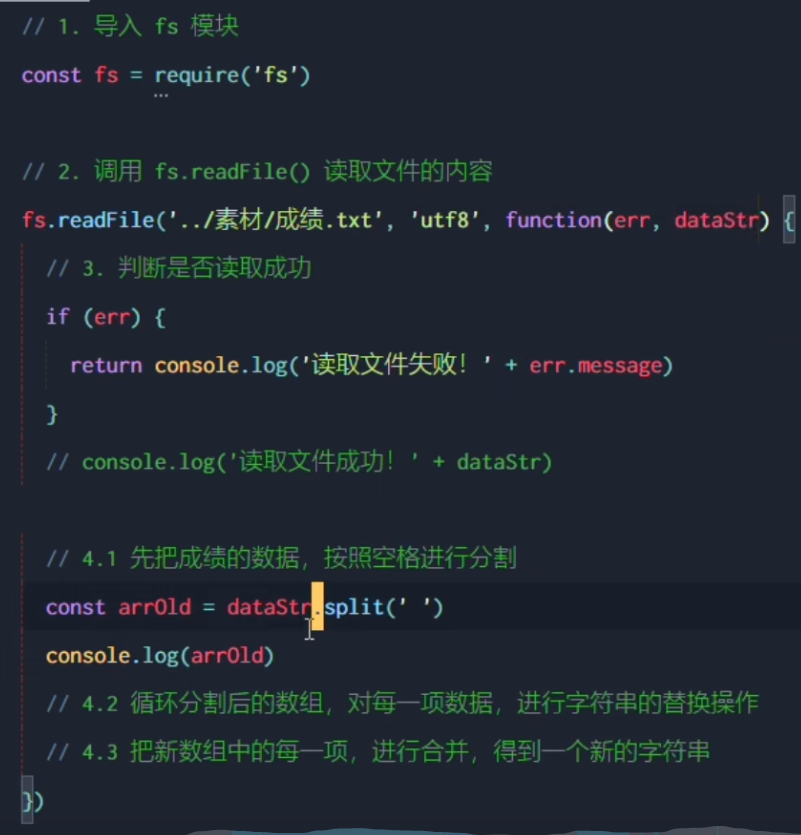 // 1. 导入 fs 模块
const fs = require('fs')
// 2. 调用 fs.readFile() 读取文件的内容
fs.readFile('../素材/成绩.txt', 'utf8', function(err, dataStr) {
// 3. 判断是否读取成功
if (err) {
return console.log('读取文件失败！' + err.message)
}
// console.log('读取文件成功！' + dataStr)
// 4.1 先把成绩的数据，按照空格进行分割
const arrOld = dataStr.split(' ')
console.log(arrOld)
// 4.2 循环分割后的数组，对每一项数据，进行字符串的替换操作
// 4.3 把新数组中的每一项，进行合并，得到一个新的字符串
})